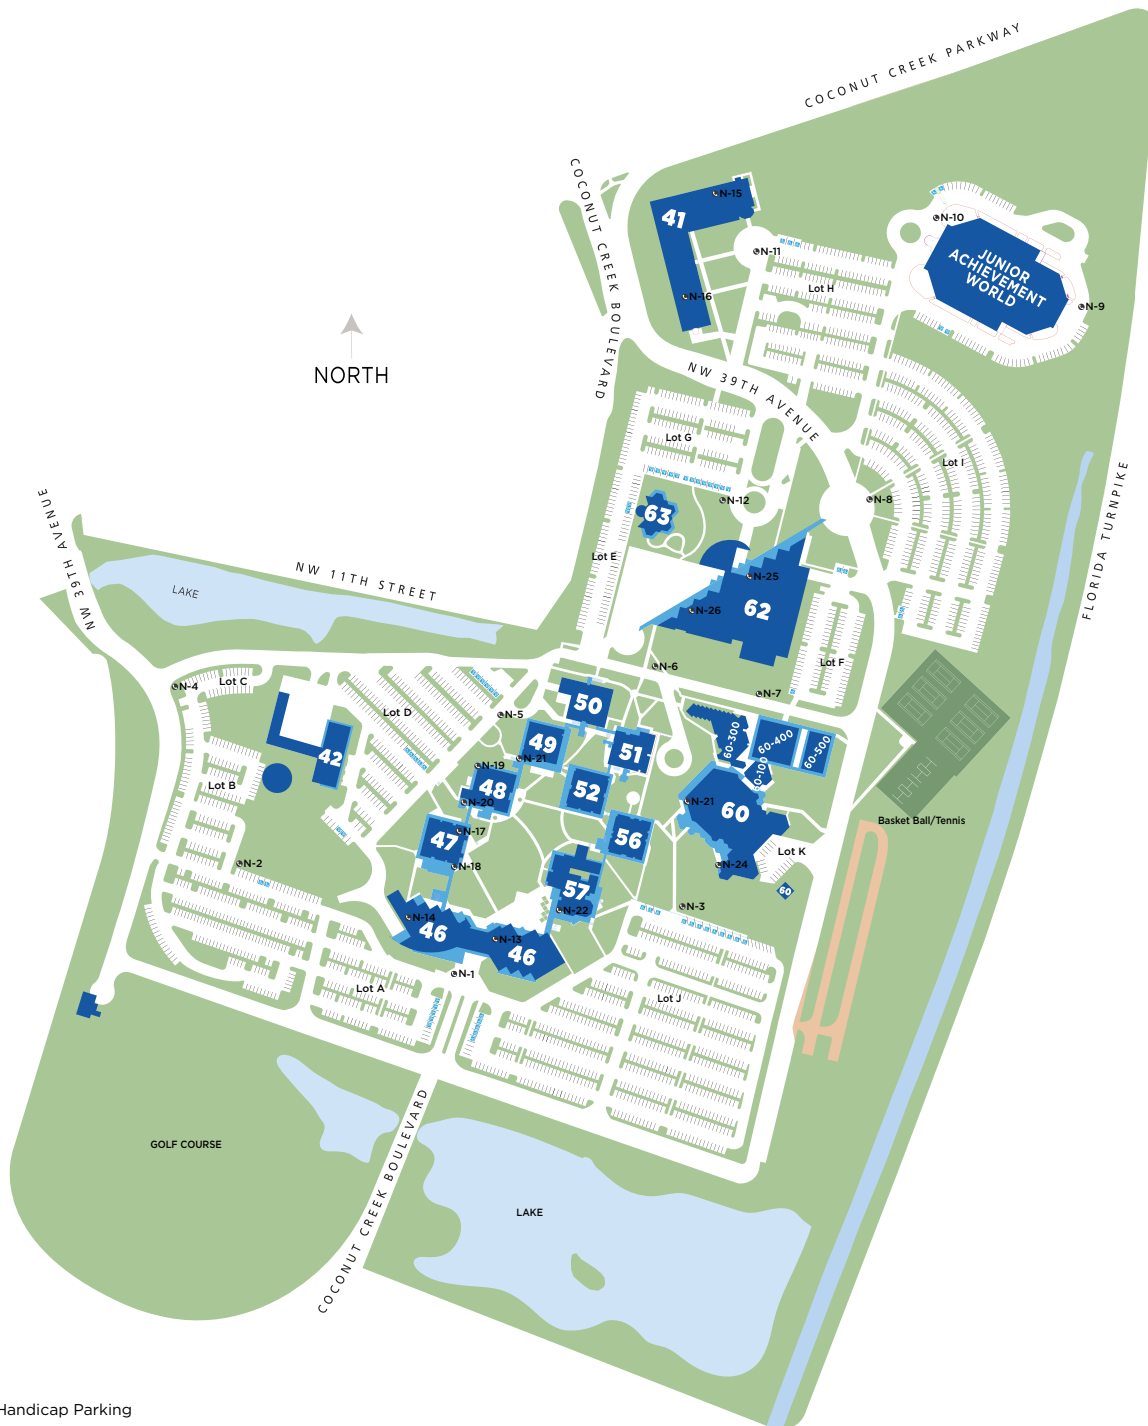 COCONUT CREEK PARKWAY
COCONUT CREEK BOULEVARD
N-15
41
N-10
N-11
JUNIOR
ACHIEVEMENT
WORLD
Lot H
N-16
N-9
NORTH
NW 39TH AVENUE
Lot G
Lot I
N-12
N-8
63
FLORIDA TURNPIKE
NW 39TH AVENUE
Lot E
NW 11TH STREET
LAKE
N-25
62
N-26
N-6
Lot F
N-4
Lot C
N-7
50
Lot D
N-5
49
51
60-300
60-400
60-500
42
N-21
N-19
60-100
Lot B
48
52
N-20
N-21
60
Basket Ball/Tennis
N-17
47
56
Lot K
N-2
N-18
N-24
57
60
N-22
N-3
N-14
46
N-13
46
N-1
Lot A
Lot J
COCONUT CREEK BOULEVARD
GOLF COURSE
LAKE
Handicap Parking